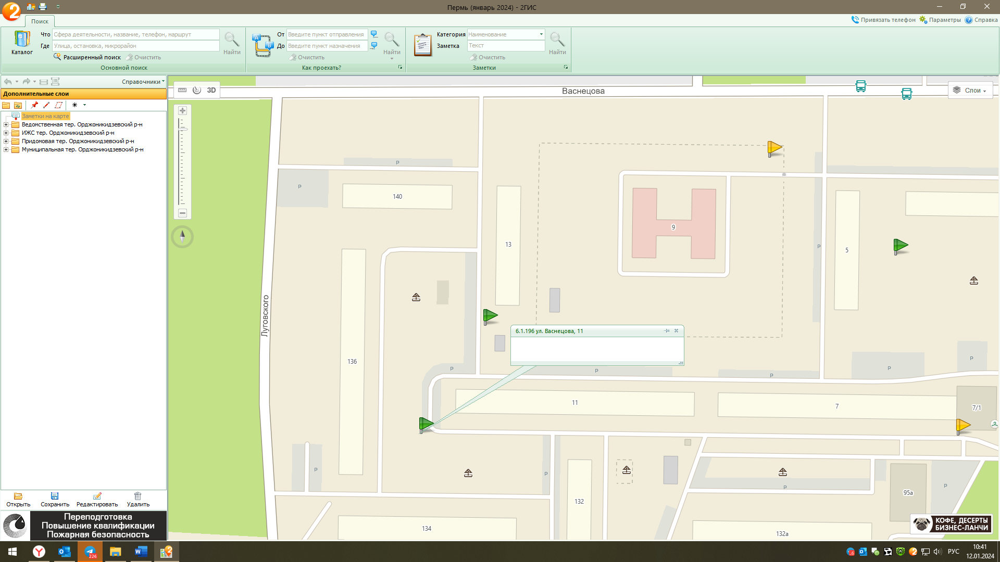 Пермь (январь 2024) - 2ГИС
Поиск
Привязать телефон
Параметры
Справка
Каталог
Что
Сфера деятельности, название, телефон, маршрут
Где
Улица, остановка, микрорайон
Расширенный поиск
Очистить
Найти
Основной поиск
От
Введите пункт отправления
До
Введите пункт назначения
Очистить
Найти
Как проехать?
Категория
Наименование
Заметка
Текст
Очистить
Найти
Заметки
Справочники
Дополнительные слои
Заметки на карте
Ведомственная тер. Орджоникидзевский р-н
ИЖС тер. Орджоникидзевский р-н
Придомовая тер. Орджоникидзевский р-н
Муниципальная тер. Орджоникидзевский р-н
3D
Васнецова
Слои
P
P
140
13
9
P
5
Луговского
6.1.196 ул. Васнецова, 11
136
P
P
P
P
P
11
7
7/1
P
P
P
P
132
95а
134
132а
Открыть
Сохранить
Редактировать
Удалить
Переподготовка
Повышение квалификации
Пожарная безопасность
КОФЕ, ДЕСЕРТЫ
БИЗНЕС-ЛАНЧИ
226
РУС
10:41
12.01.2024